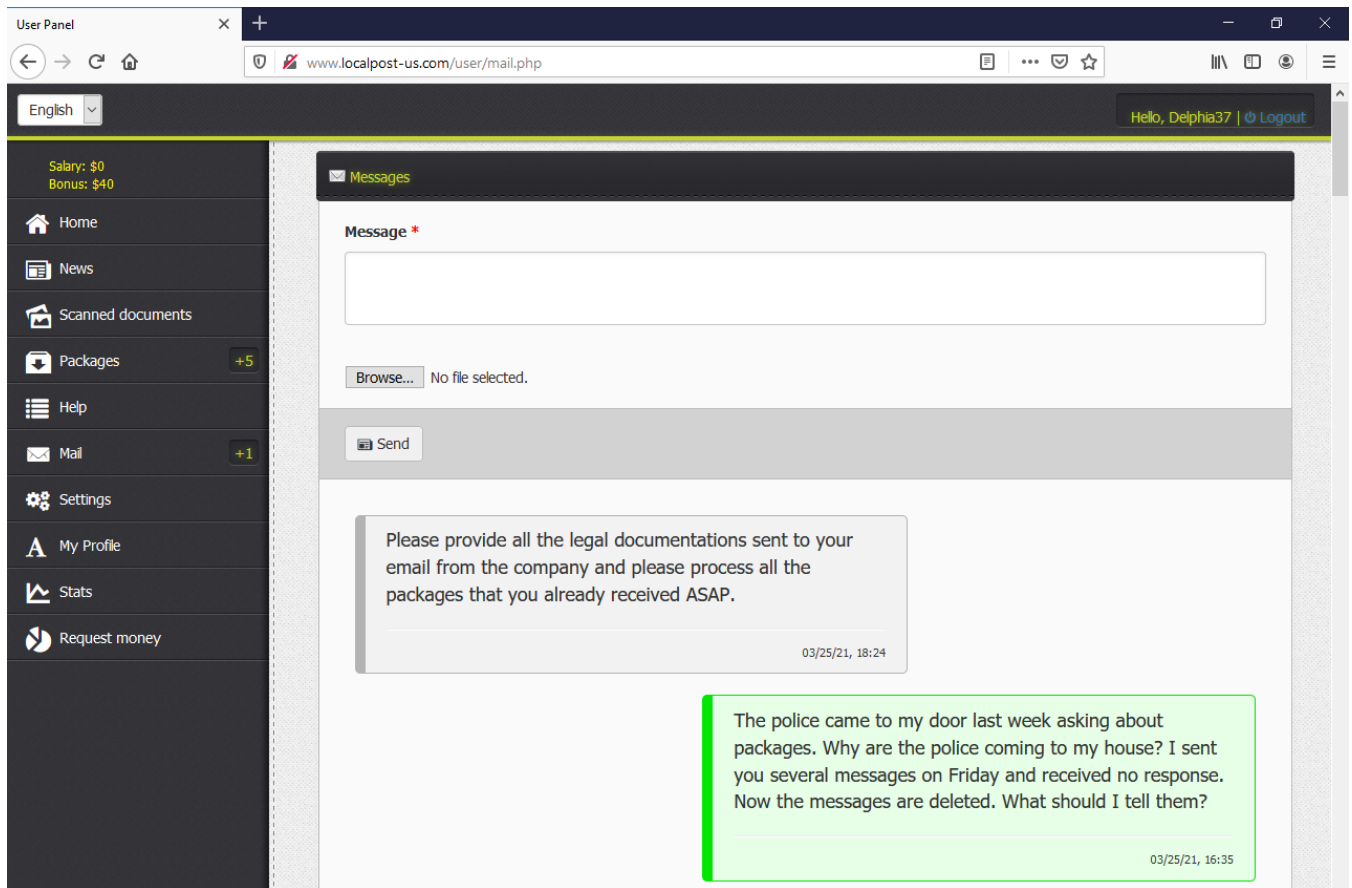 User Panel
www.localpost-us.com/user/mail.php
English
Hello, Delphia37 | Logout
Salary: $0
Bonus: $40
Home
News
Scanned documents
Packages +5
Help
Mail +1
Settings
My Profile
Stats
Request money
Messages
Message *
Browse... No file selected.
Send
Please provide all the legal documentations sent to your
email from the company and please process all the
packages that you already received ASAP.
03/25/21, 18:24
The police came to my door last week asking about
packages. Why are the police coming to my house? I sent
you several messages on Friday and received no response.
Now the messages are deleted. What should I tell them?
03/25/21, 16:35